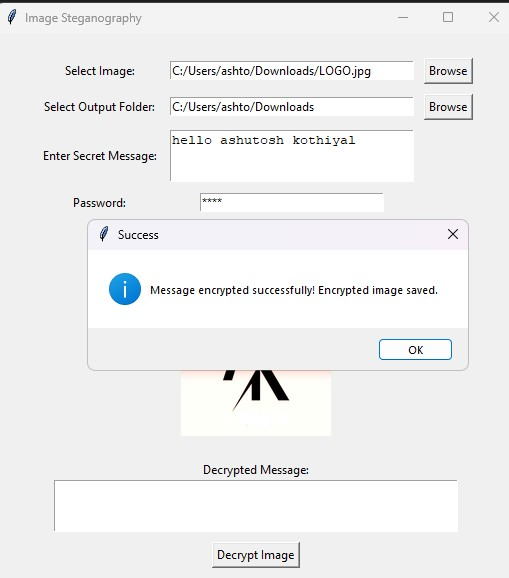 Image Steganography
Select Image: C:/Users/ashto/Downloads/LOGO.jpg Browse
Select Output Folder: C:/Users/ashto/Downloads Browse
Enter Secret Message: hello ashutosh kothiyal
Password: ****
Success
Message encrypted successfully! Encrypted image saved.
OK
Decrypted Message:
Decrypt Image